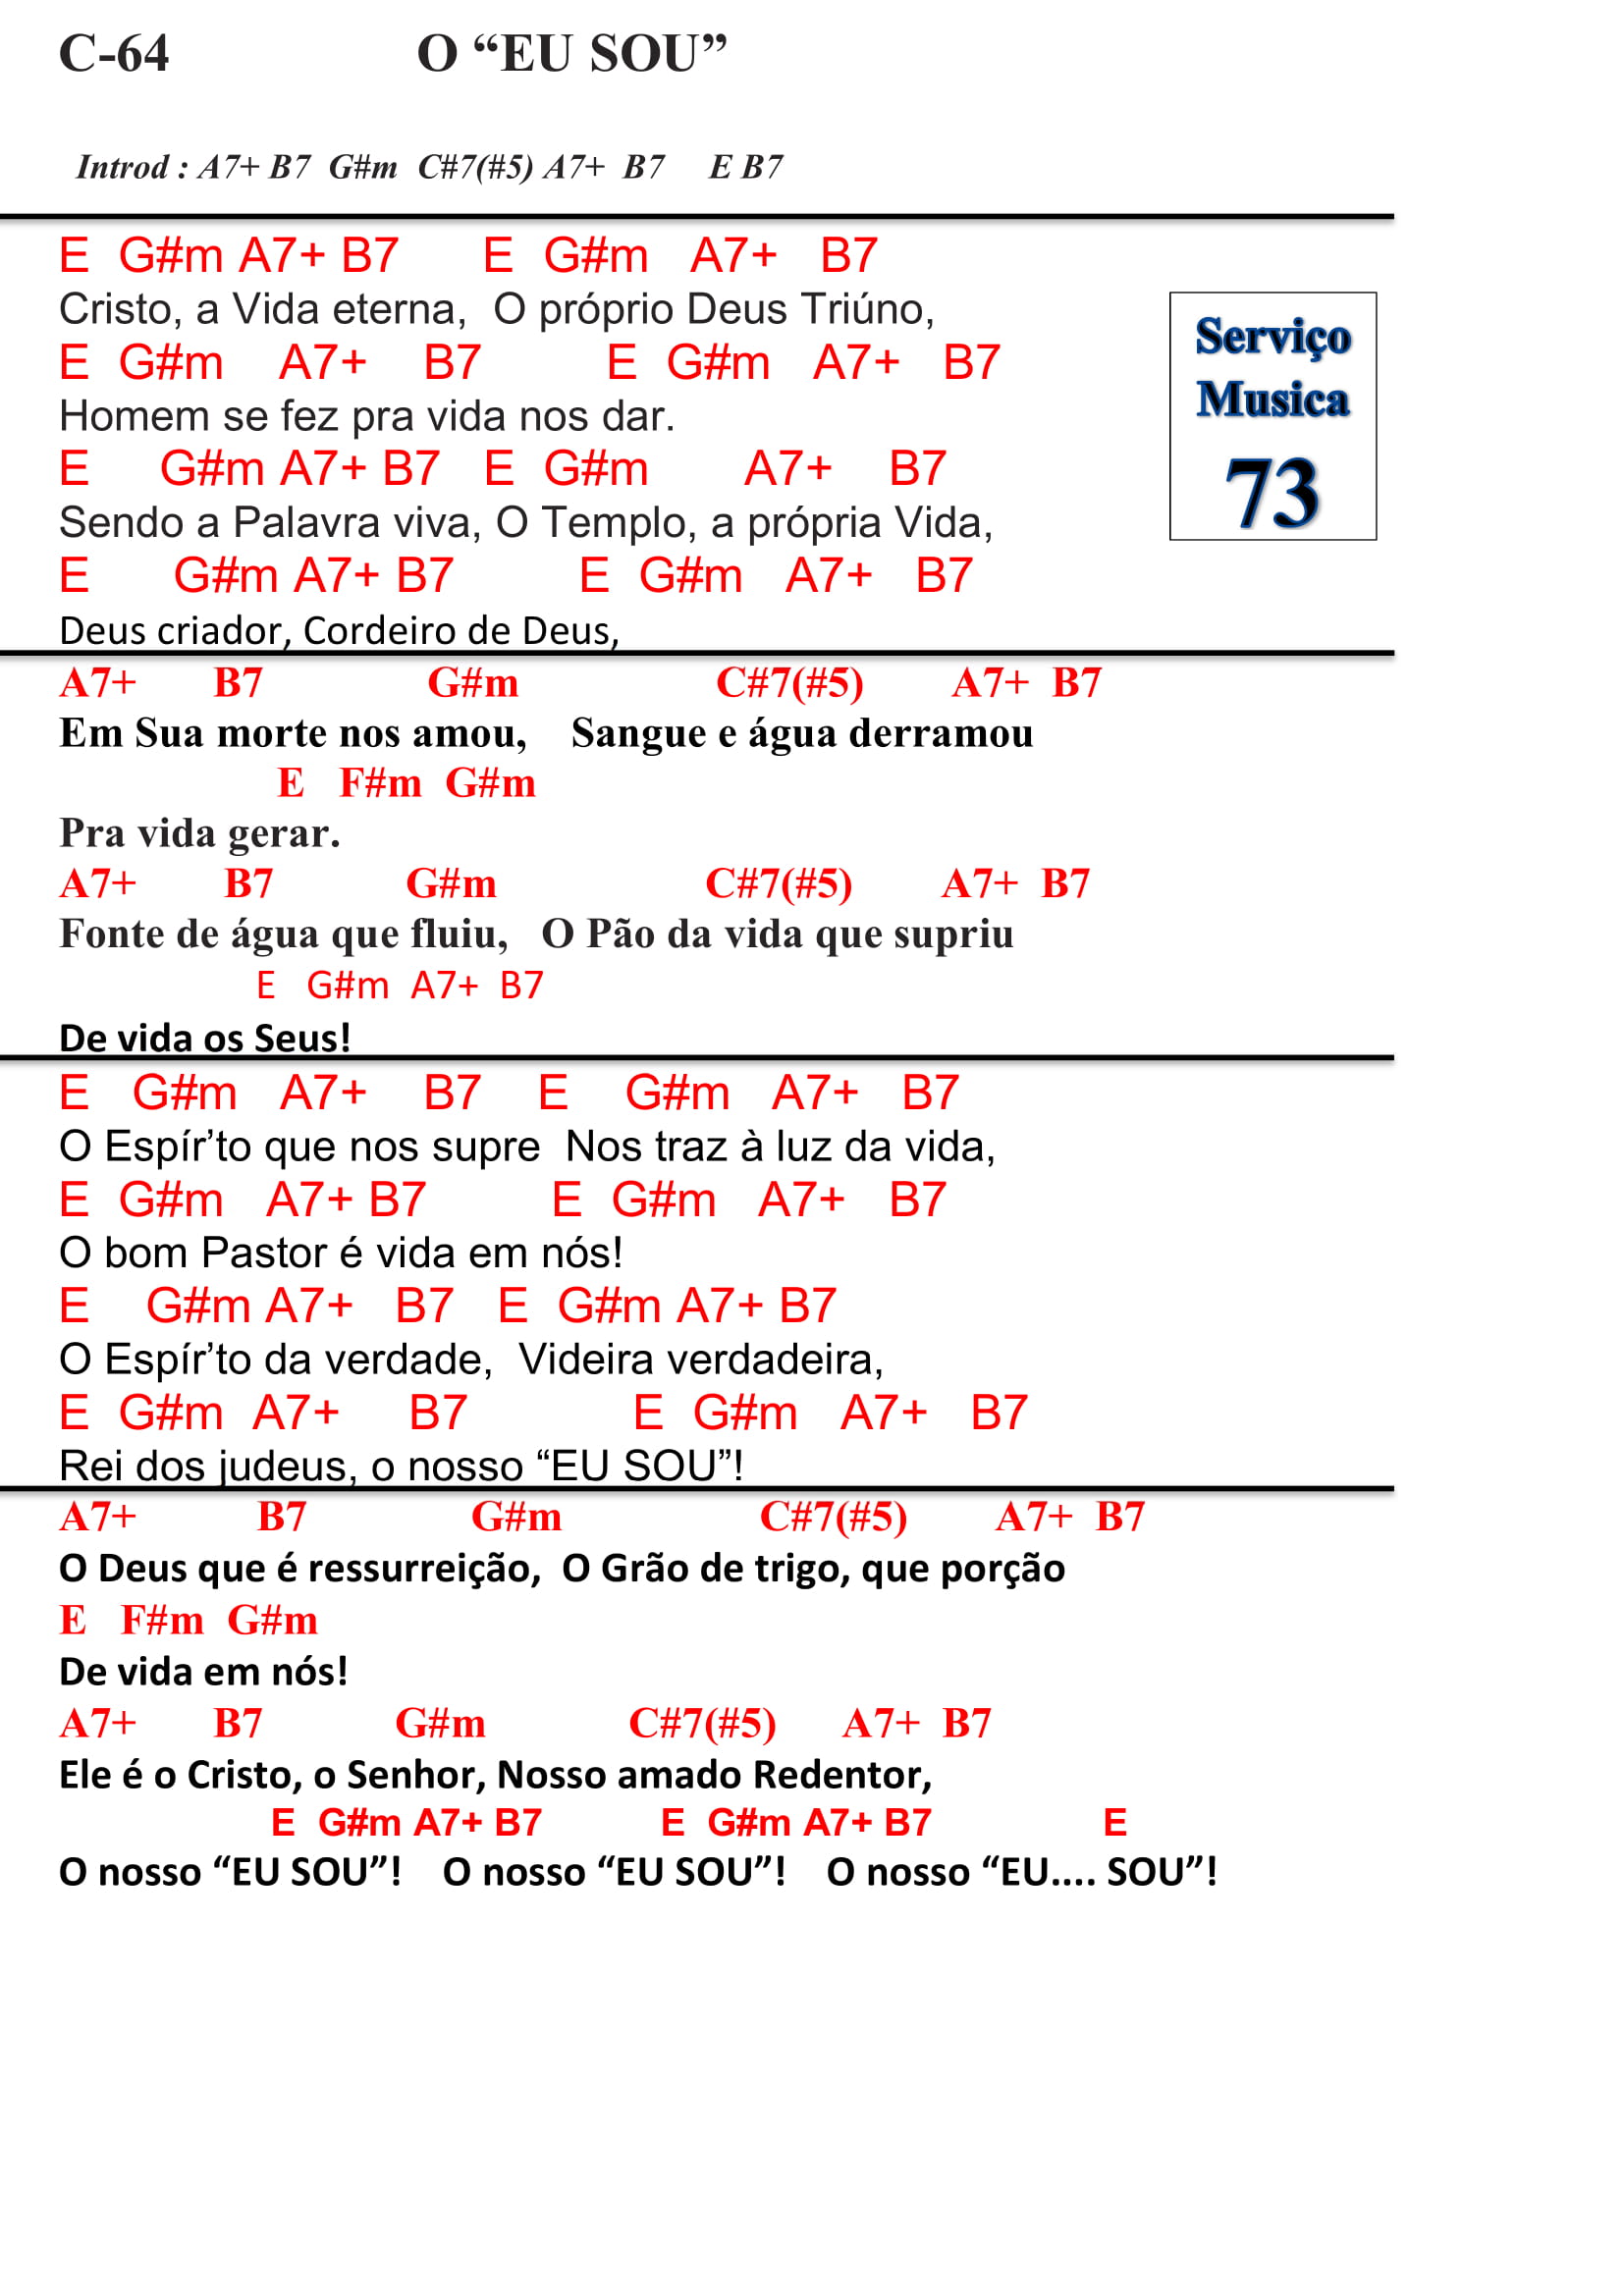 C-64 O “EU SOU”
Introd : A7+ B7 G#m C#7(#5) A7+ B7 E B7
E G#m A7+ B7 E G#m A7+ B7
Cristo, a Vida eterna, O próprio Deus Triúno,
E G#m A7+ B7 E G#m A7+ B7
Homem se fez pra vida nos dar.
E G#m A7+ B7 E G#m A7+ B7
Sendo a Palavra viva, O Templo, a própria Vida,
E G#m A7+ B7 E G#m A7+ B7
Deus criador, Cordeiro de Deus,
Serviço
Musica
73
A7+ B7 G#m C#7(#5) A7+ B7
Em Sua morte nos amou, Sangue e água derramou
E F#m G#m
Pra vida gerar.
A7+ B7 G#m C#7(#5) A7+ B7
Fonte de água que fluiu, O Pão da vida que supriu
E G#m A7+ B7
De vida os Seus!
E G#m A7+ B7 E G#m A7+ B7
O Espír’to que nos supre Nos traz à luz da vida,
E G#m A7+ B7 E G#m A7+ B7
O bom Pastor é vida em nós!
E G#m A7+ B7 E G#m A7+ B7
O Espír’to da verdade, Videira verdadeira,
E G#m A7+ B7 E G#m A7+ B7
Rei dos judeus, o nosso “EU SOU”!
A7+ B7 G#m C#7(#5) A7+ B7
O Deus que é ressurreição, O Grão de trigo, que porção
E F#m G#m
De vida em nós!
A7+ B7 G#m C#7(#5) A7+ B7
Ele é o Cristo, o Senhor, Nosso amado Redentor,
E G#m A7+ B7 E G#m A7+ B7 E
O nosso “EU SOU”! O nosso “EU SOU”! O nosso “EU.... SOU”!